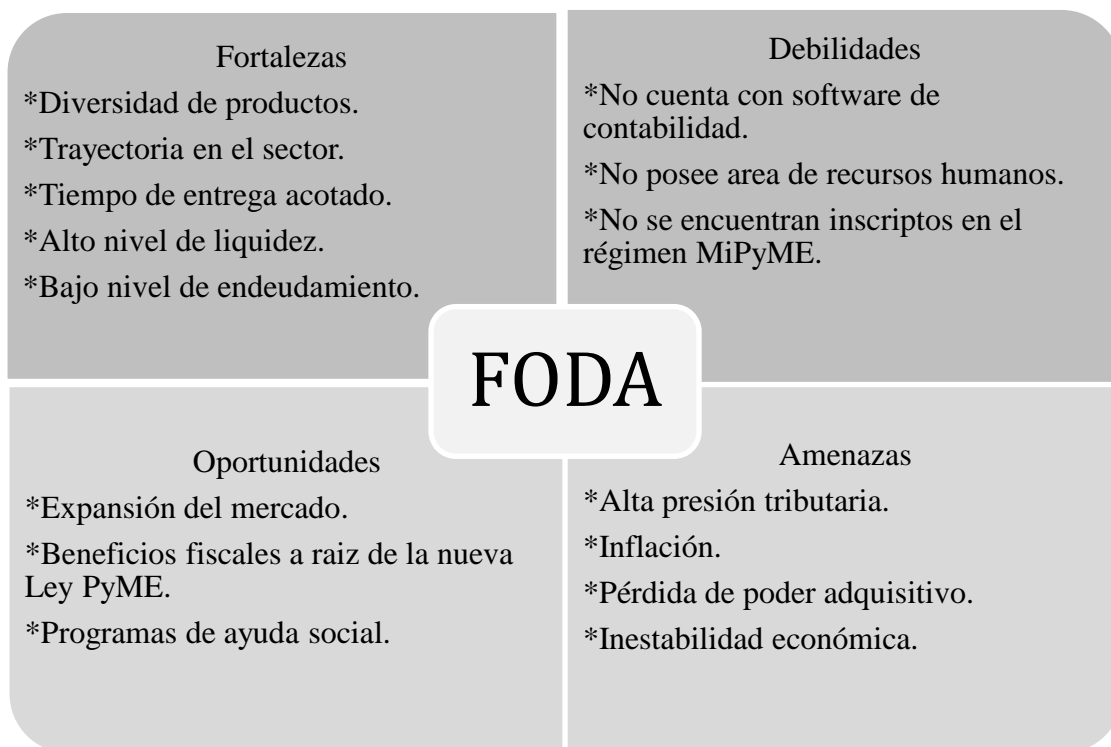 Fortalezas
*Diversidad de productos.
*Trayectoria en el sector.
*Tiempo de entrega acotado.
*Alto nivel de liquidez.
*Bajo nivel de endeudamiento.
Debilidades
*No cuenta con software de
contabilidad.
*No posee area de recursos humanos.
*No se encuentran inscriptos en el
régimen MiPyME.
FODA
Oportunidades
*Expansión del mercado.
*Beneficios fiscales a raiz de la nueva
Ley PyME.
*Programas de ayuda social.
Amenazas
*Alta presión tributaria.
*Inflación.
*Pérdida de poder adquisitivo.
*Inestabilidad económica.